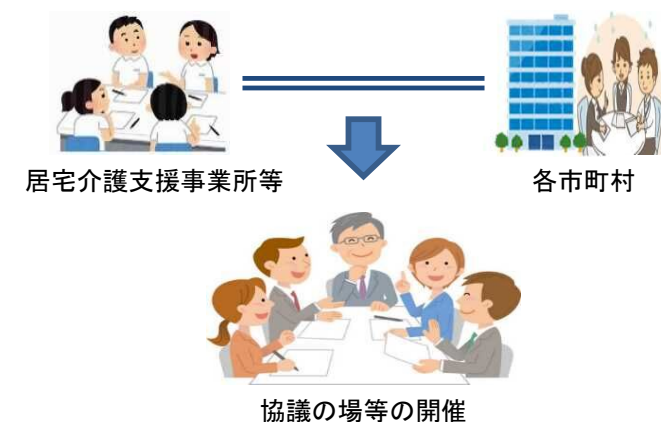 居宅介護支援事業所等
各市町村
協議の場等の開催